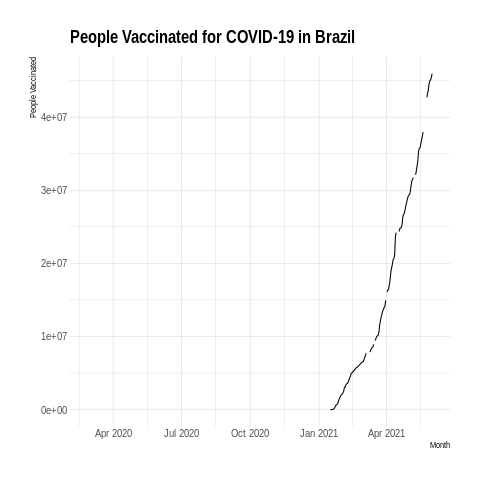 People Vaccinated for COVID-19 in Brazil
People Vaccinated
4e+07
3e+07
2e+07
1e+07
0e+00
Apr 2020 Jul 2020 Oct 2020 Jan 2021 Apr 2021
Month